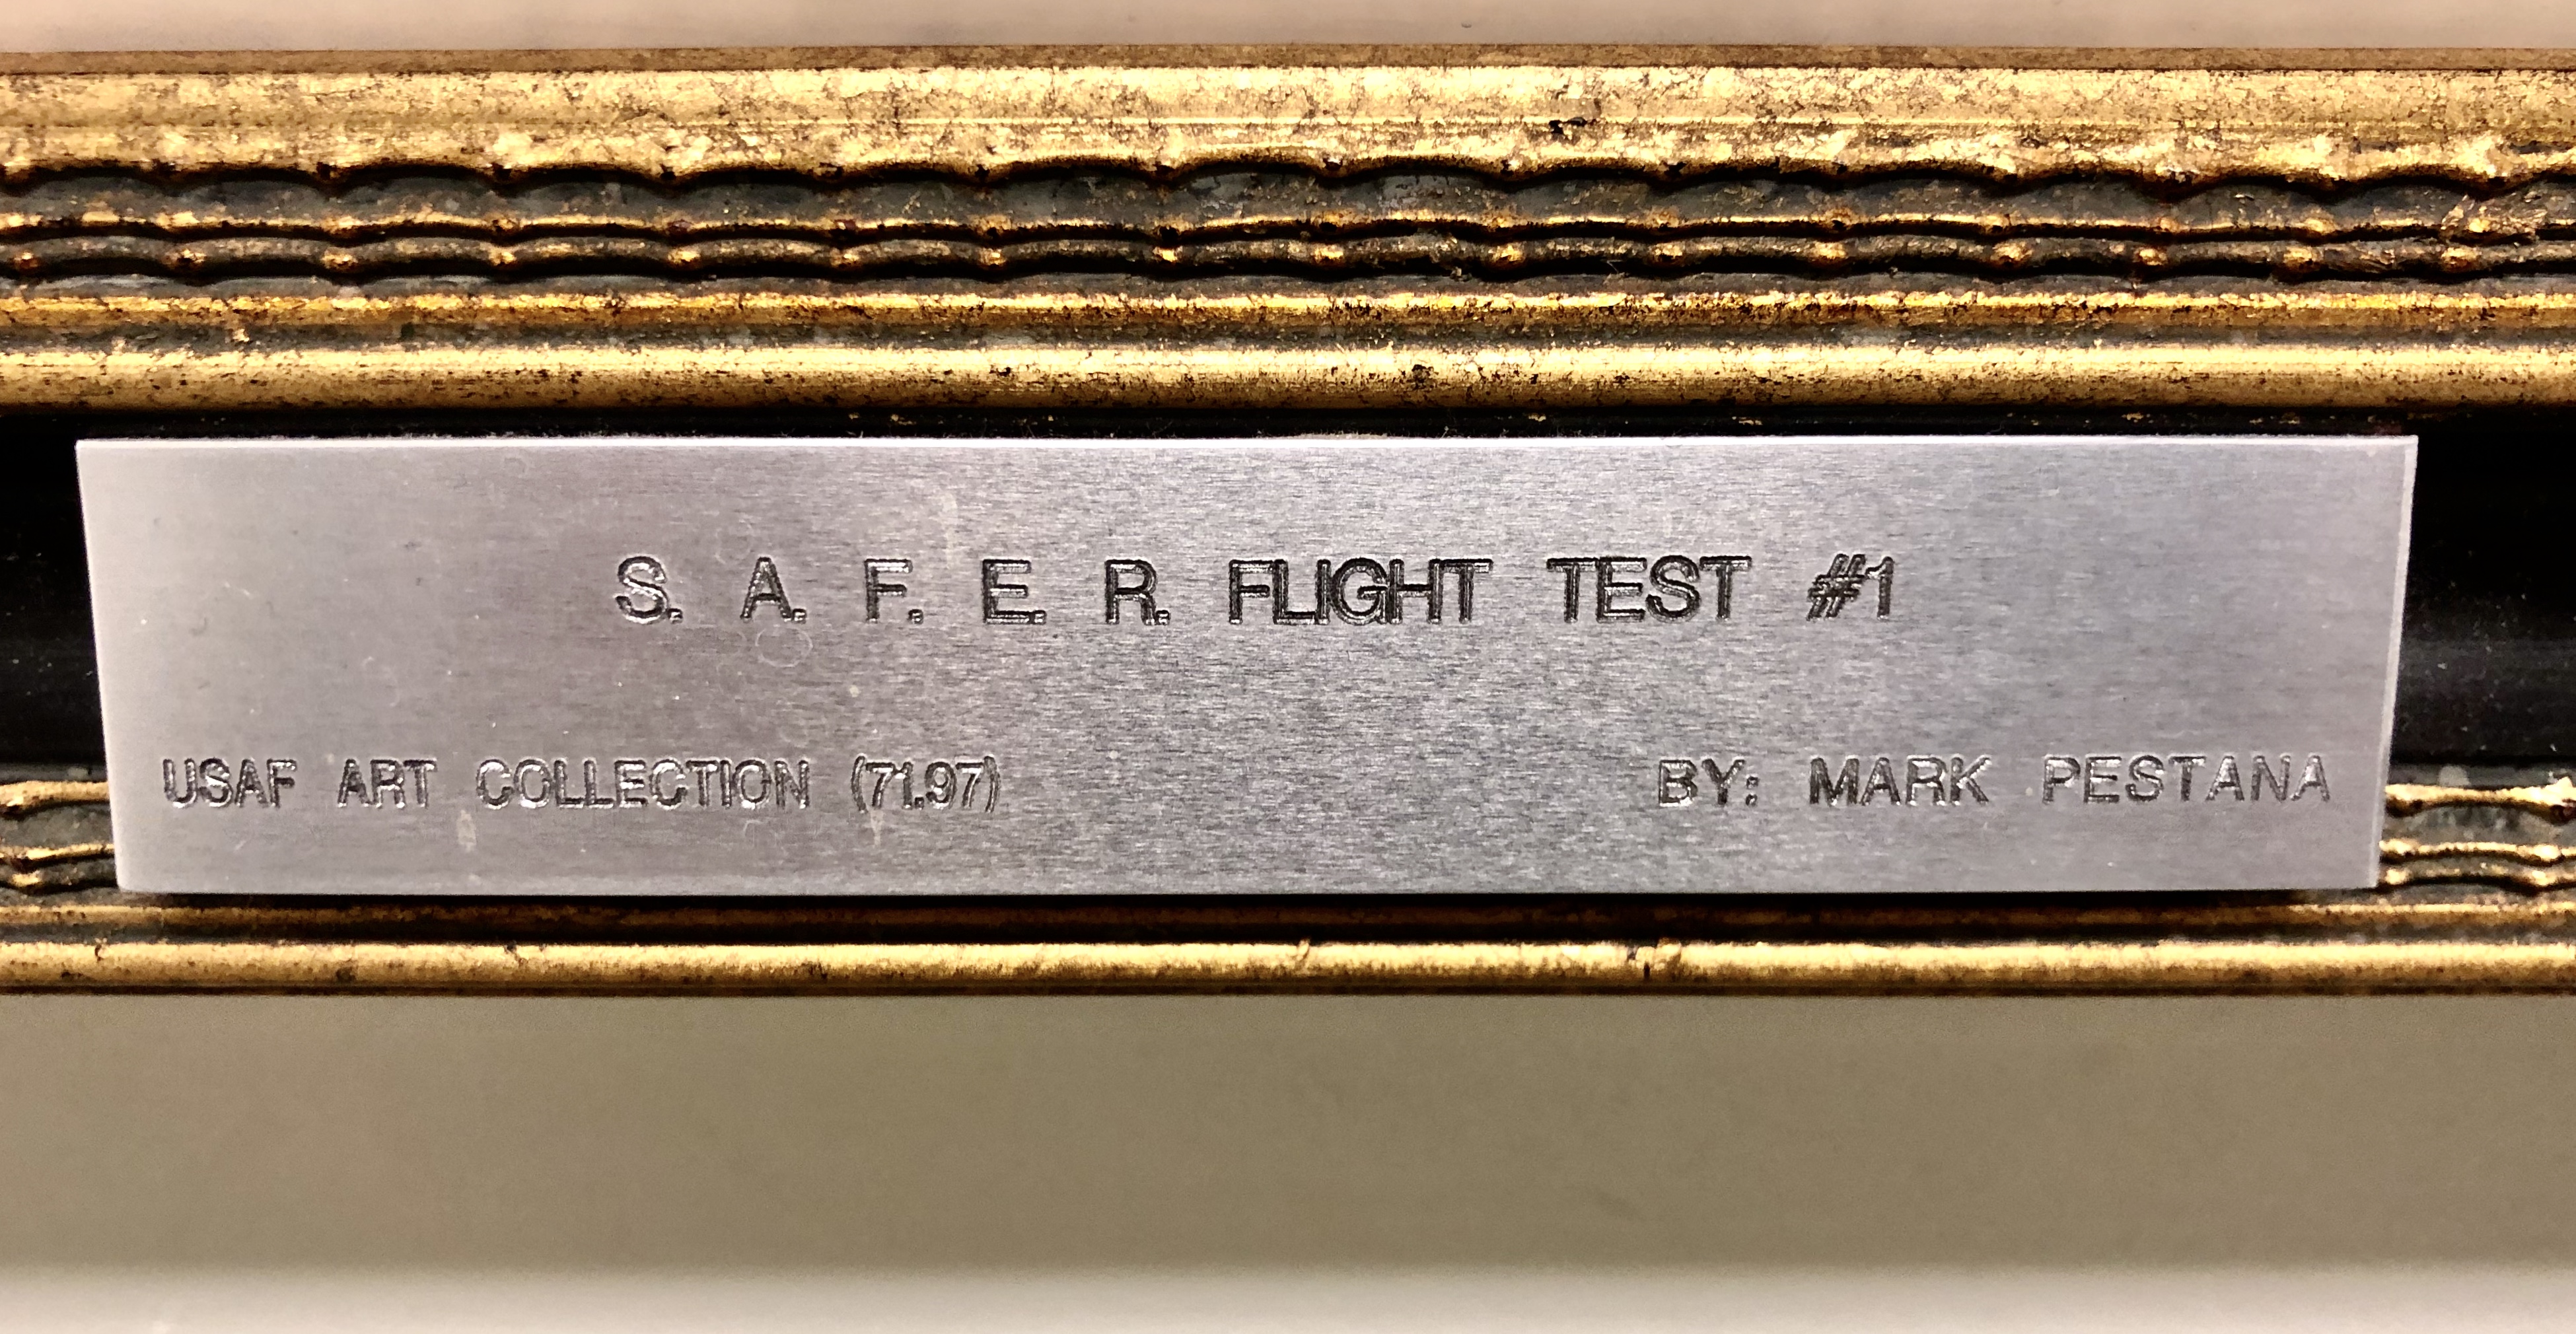 S. A. F. E. R. FLIGHT TEST #1
USAF ART COLLECTION (71.97) BY: MARK PESTANA